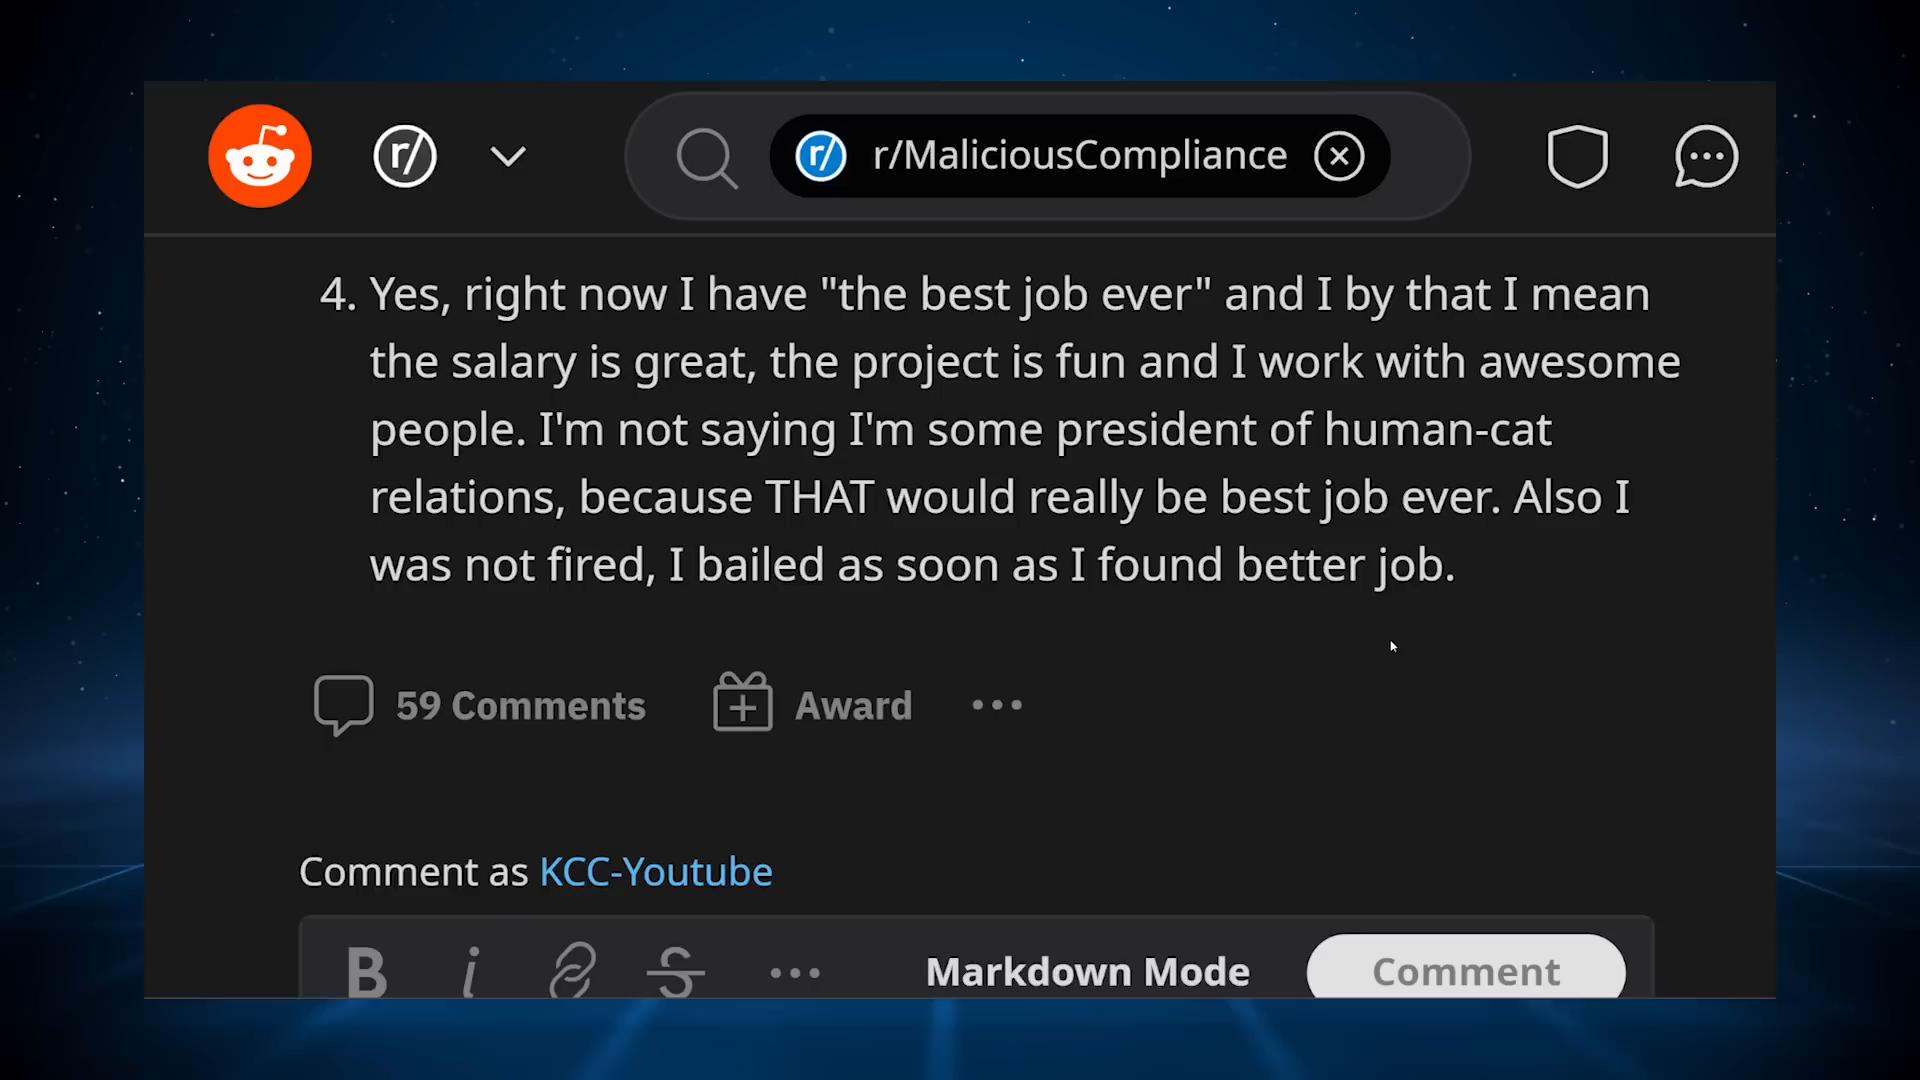 r/ r/ r/MaliciousCompliance
4. Yes, right now I have "the best job ever" and I by that I mean
the salary is great, the project is fun and I work with awesome
people. I'm not saying I'm some president of human-cat
relations, because THAT would really be best job ever. Also I
was not fired, I bailed as soon as I found better job.
59 Comments Award
Comment as KCC-Youtube
B i S Markdown Mode Comment